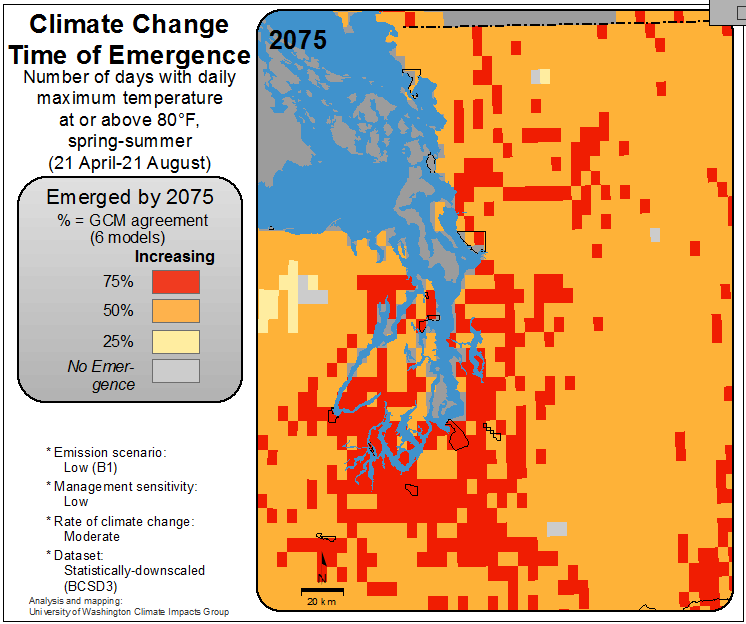 Climate Change
Time of Emergence
Number of days with daily
maximum temperature
at or above 80°F,
spring-summer
(21 April-21 August)
Emerged by 2075
% = GCM agreement
(6 models)
Increasing
75%
50%
25%
No Emer-
gence
* Emission scenario:
Low (B1)
* Management sensitivity:
Low
* Rate of climate change:
Moderate
* Dataset:
Statistically-downscaled
(BCSD3)
Analysis and mapping:
University of Washington Climate Impacts Group
2075
N
20 km